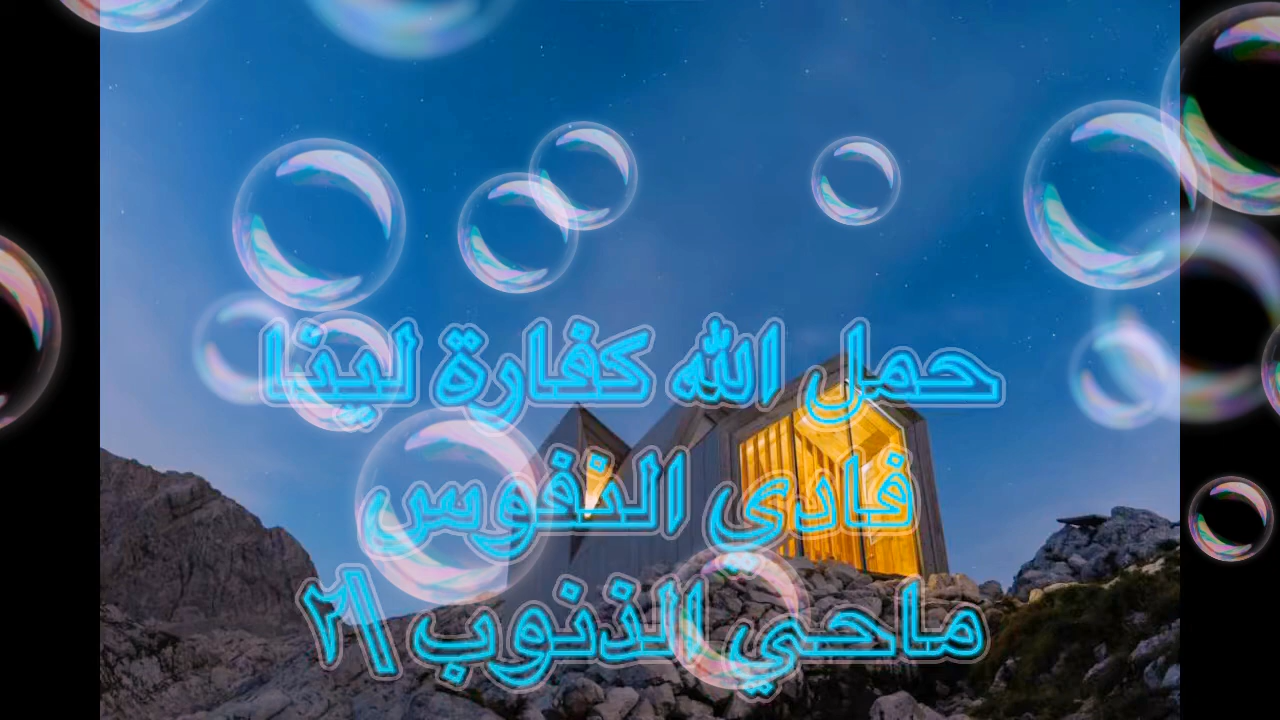 حمل الله كفارة لينا
فادي النفوس
ماحي الذنوب ٢١